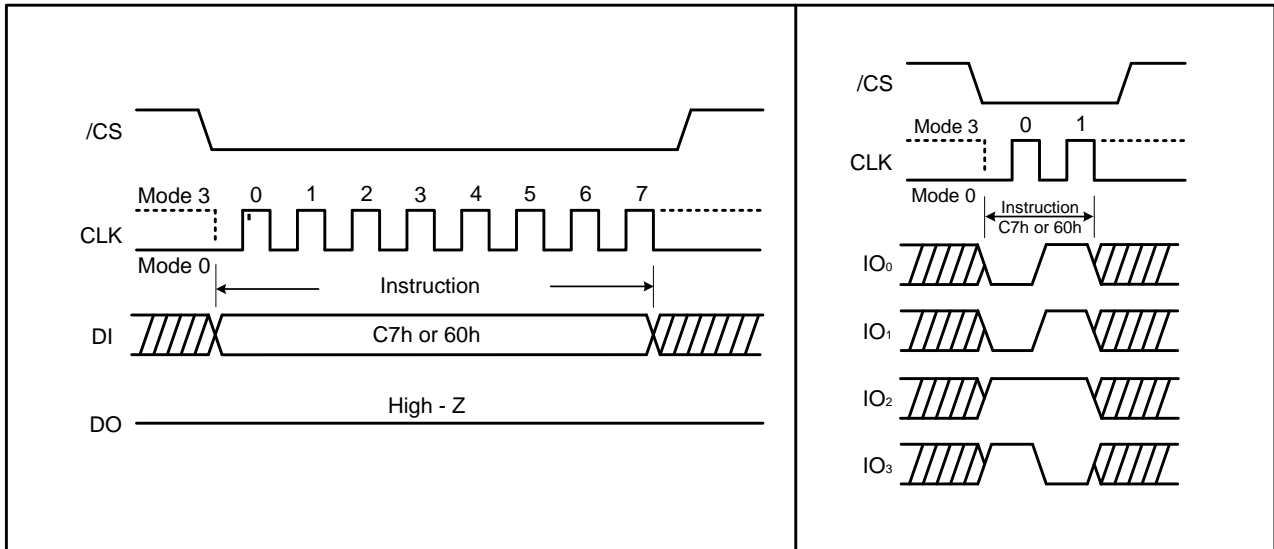 /CS
Mode 3
0 1 2 3 4 5 6 7
CLK
Mode 0
Instruction
DI
C7h or 60h
High - Z
DO
/CS
Mode 3
0 1
CLK
Mode 0
Instruction
C7h or 60h
IO0
IO1
IO2
IO3